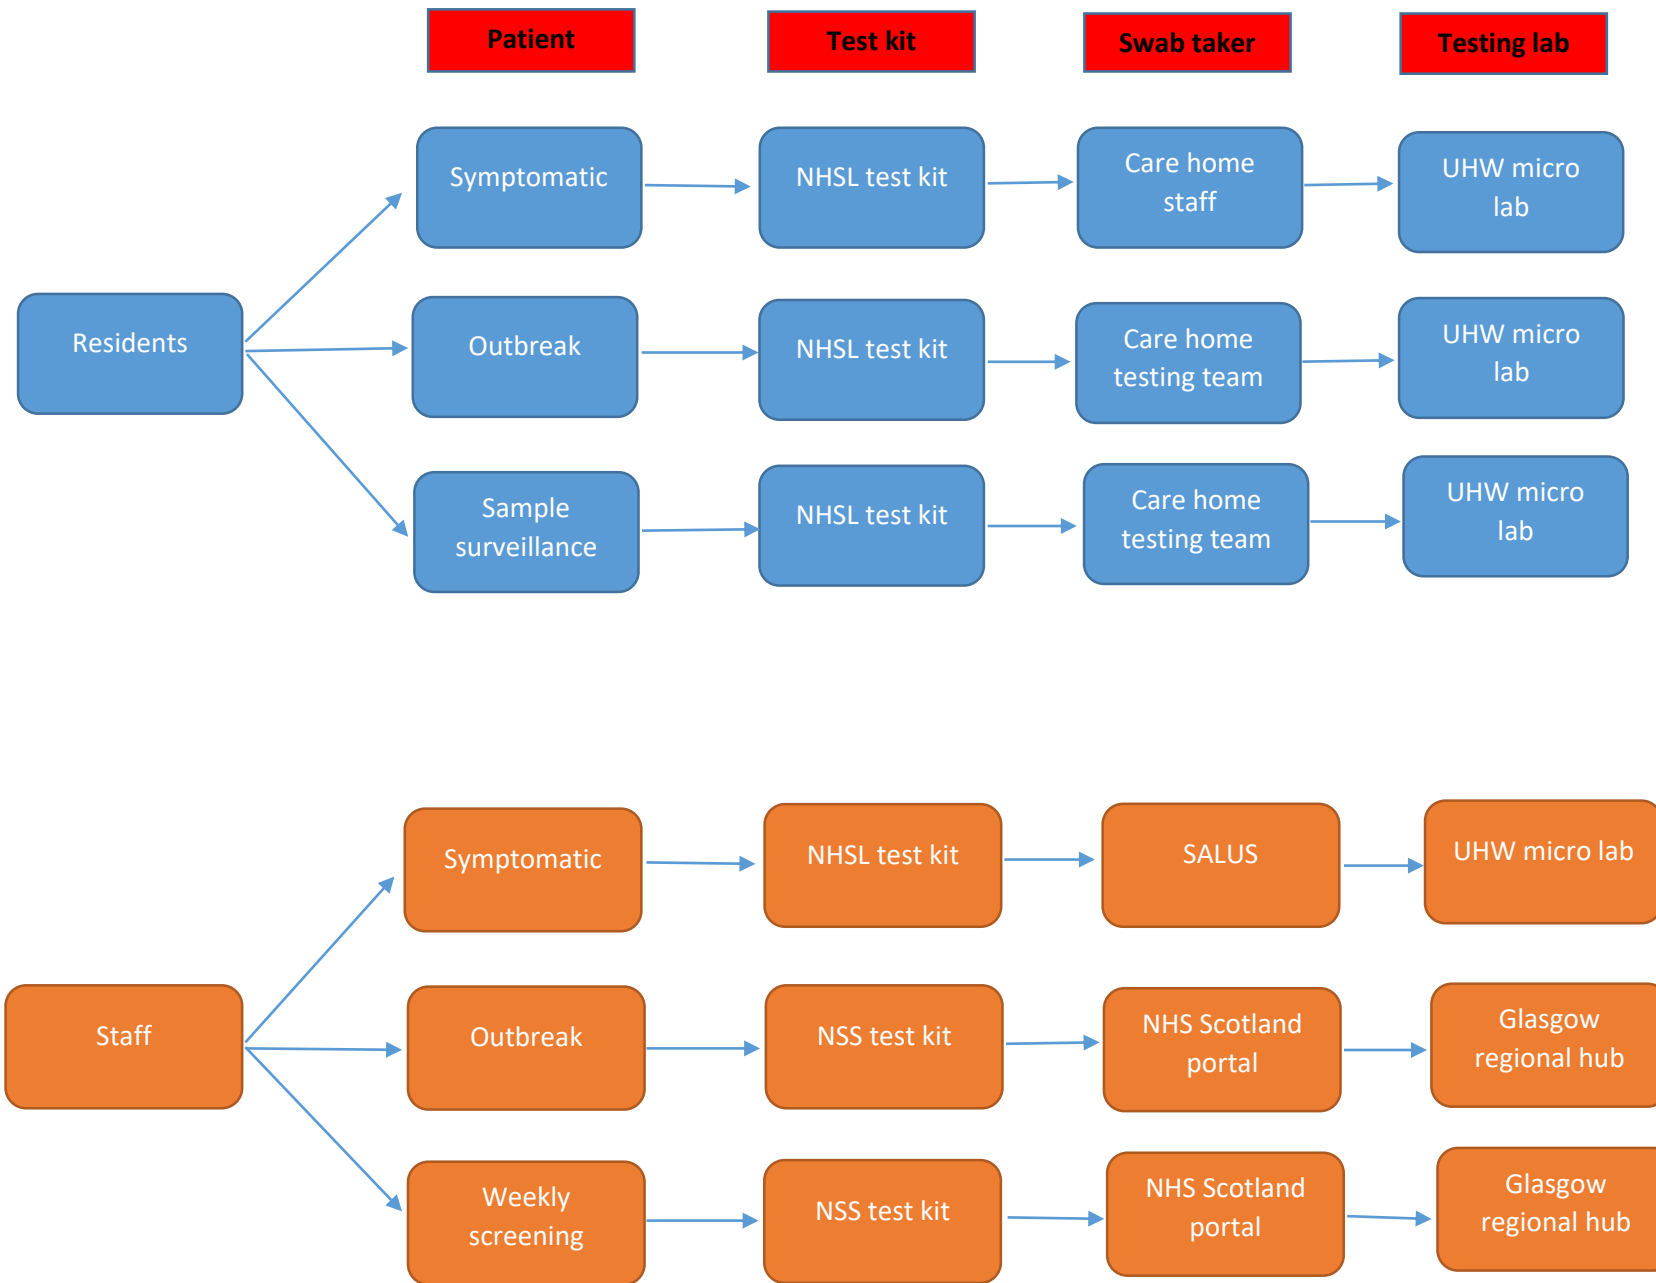 Patient
Test kit
Swab taker
Testing lab
Symptomatic
NHSL test kit
Care home
staff
UHW micro
lab
Residents
Outbreak
NHSL test kit
Care home
testing team
UHW micro
lab
Sample
surveillance
NHSL test kit
Care home
testing team
UHW micro
lab
Symptomatic
NHSL test kit
SALUS
UHW micro lab
Staff
Outbreak
NSS test kit
NHS Scotland
portal
Glasgow
regional hub
Weekly
screening
NSS test kit
NHS Scotland
portal
Glasgow
regional hub